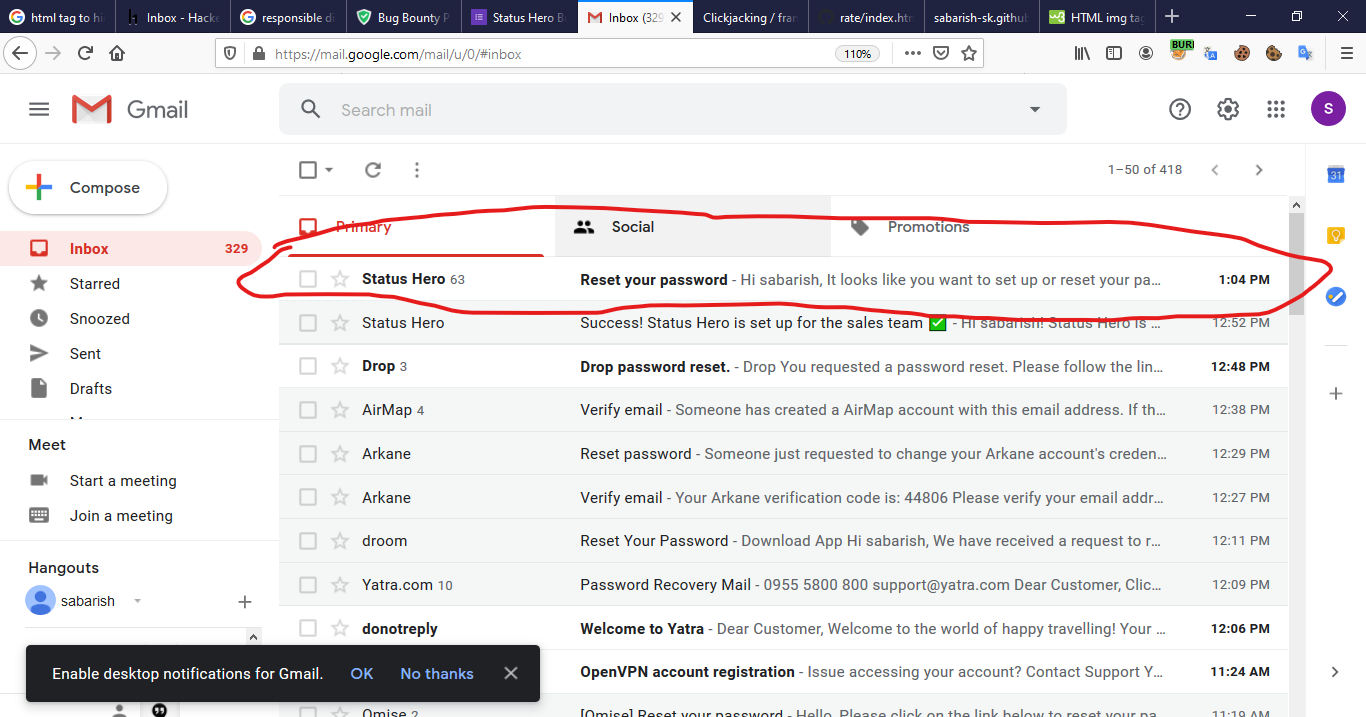 html tag to hi
Inbox - Hacke
responsible di
Bug Bounty P
Status Hero B
Inbox (329
Clickjacking / fran
rate/index.htm
sabarish-sk.githu
HTML img tag
https://mail.google.com/mail/u/0/#inbox
110%
BURI
Gmail
Search mail
S
Compose
1–50 of 418
31
Primary
Social
Promotions
Inbox 329
Starred
Snoozed
Sent
Drafts
Meet
Start a meeting
Join a meeting
Hangouts
sabarish
Status Hero 63 Reset your password - Hi sabarish, It looks like you want to set up or reset your pa… 1:04 PM
Status Hero Success! Status Hero is set up for the sales team ✅ - Hi sabarish! Status Hero is … 12:52 PM
Drop 3 Drop password reset. - Drop You requested a password reset. Please follow the lin… 12:48 PM
AirMap 4 Verify email - Someone has created a AirMap account with this email address. If th… 12:38 PM
Arkane Reset password - Someone just requested to change your Arkane account's creden… 12:29 PM
Arkane Verify email - Your Arkane verification code is: 44806 Please verify your email addr… 12:27 PM
droom Reset Your Password - Download App Hi sabarish, We have received a request to r… 12:11 PM
Yatra.com 10 Password Recovery Mail - 0955 5800 800 support@yatra.com Dear Customer, Clic… 12:09 PM
donotreply Welcome to Yatra - Dear Customer, Welcome to the world of happy travelling! Your … 12:06 PM
OpenVPN account registration - Issue accessing your account? Contact Support Y… 11:24 AM
Omise 2 [Omise] Reset your password - Hello, Please click on the link below to reset your pa… 11:19 AM
Enable desktop notifications for Gmail. OK No thanks